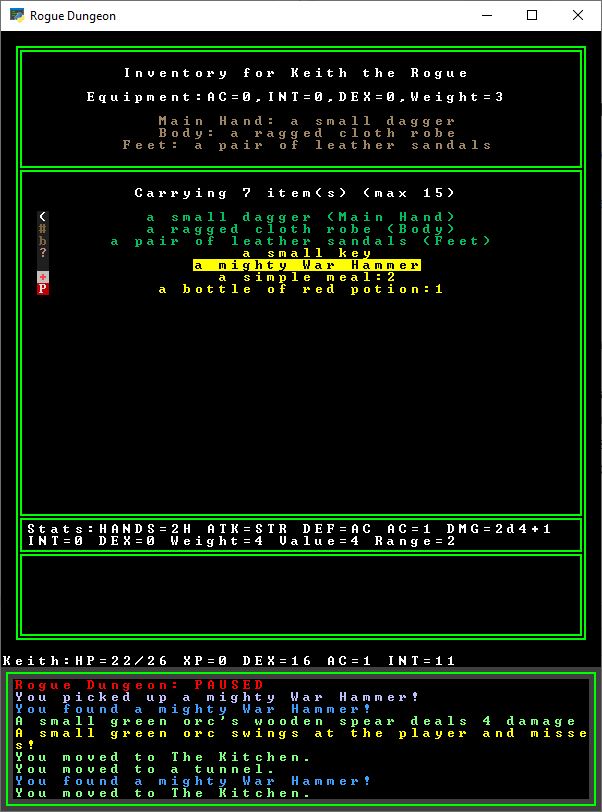 Rogue Dungeon
Inventory for Keith the Rogue
Equipment:AC=0,INT=0,DEX=0,Weight=3
Main Hand: a small dagger
Body: a ragged cloth robe
Feet: a pair of leather sandals
Carrying 7 item(s) (max 15)
( a small dagger (Main Hand)
# a ragged cloth robe (Body)
b a pair of leather sandals (Feet)
? a small key
a mighty War Hammer
+ a simple meal:2
P a bottle of red potion:1
Stats:HANDS=2H ATK=STR DEF=AC AC=1 DMG=2d4+1
INT=0 DEX=0 Weight=4 Value=4 Range=2
Keith:HP=22/26 XP=0 DEX=16 AC=1 INT=11
Rogue Dungeon: PAUSED
You picked up a mighty War Hammer!
You found a mighty War Hammer!
A small green orc's wooden spear deals 4 damage
A small green orc swings at the player and misse
s!
You moved to The Kitchen.
You moved to a tunnel.
You found a mighty War Hammer!
You moved to The Kitchen.